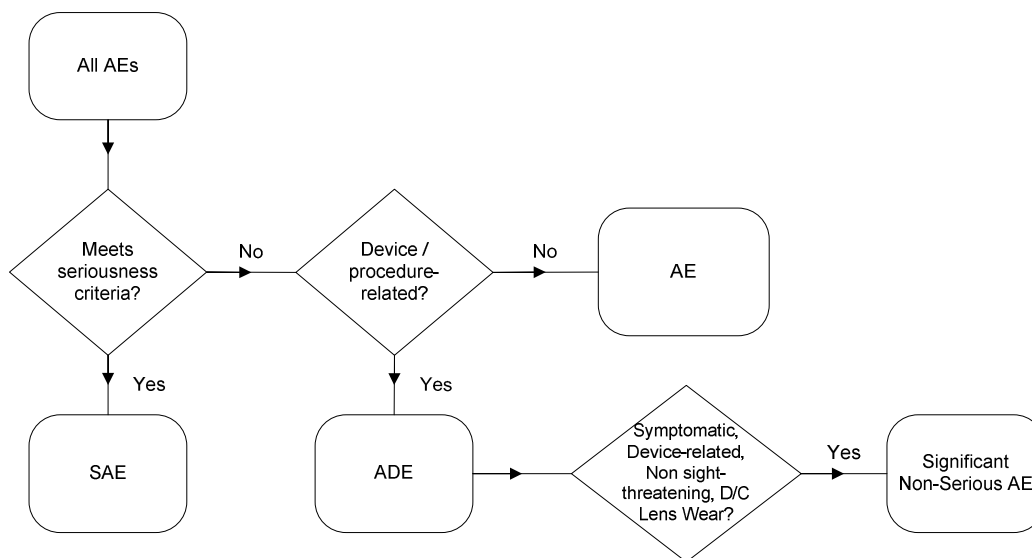 All AEs
Meets
seriousness
criteria?
No
Device /
procedure-
related?
No
AE
Yes
Yes
SAE
ADE
Symptomatic,
Device-related,
Non sight-
threatening, D/C
Lens Wear?
Yes
Significant
Non-Serious AE